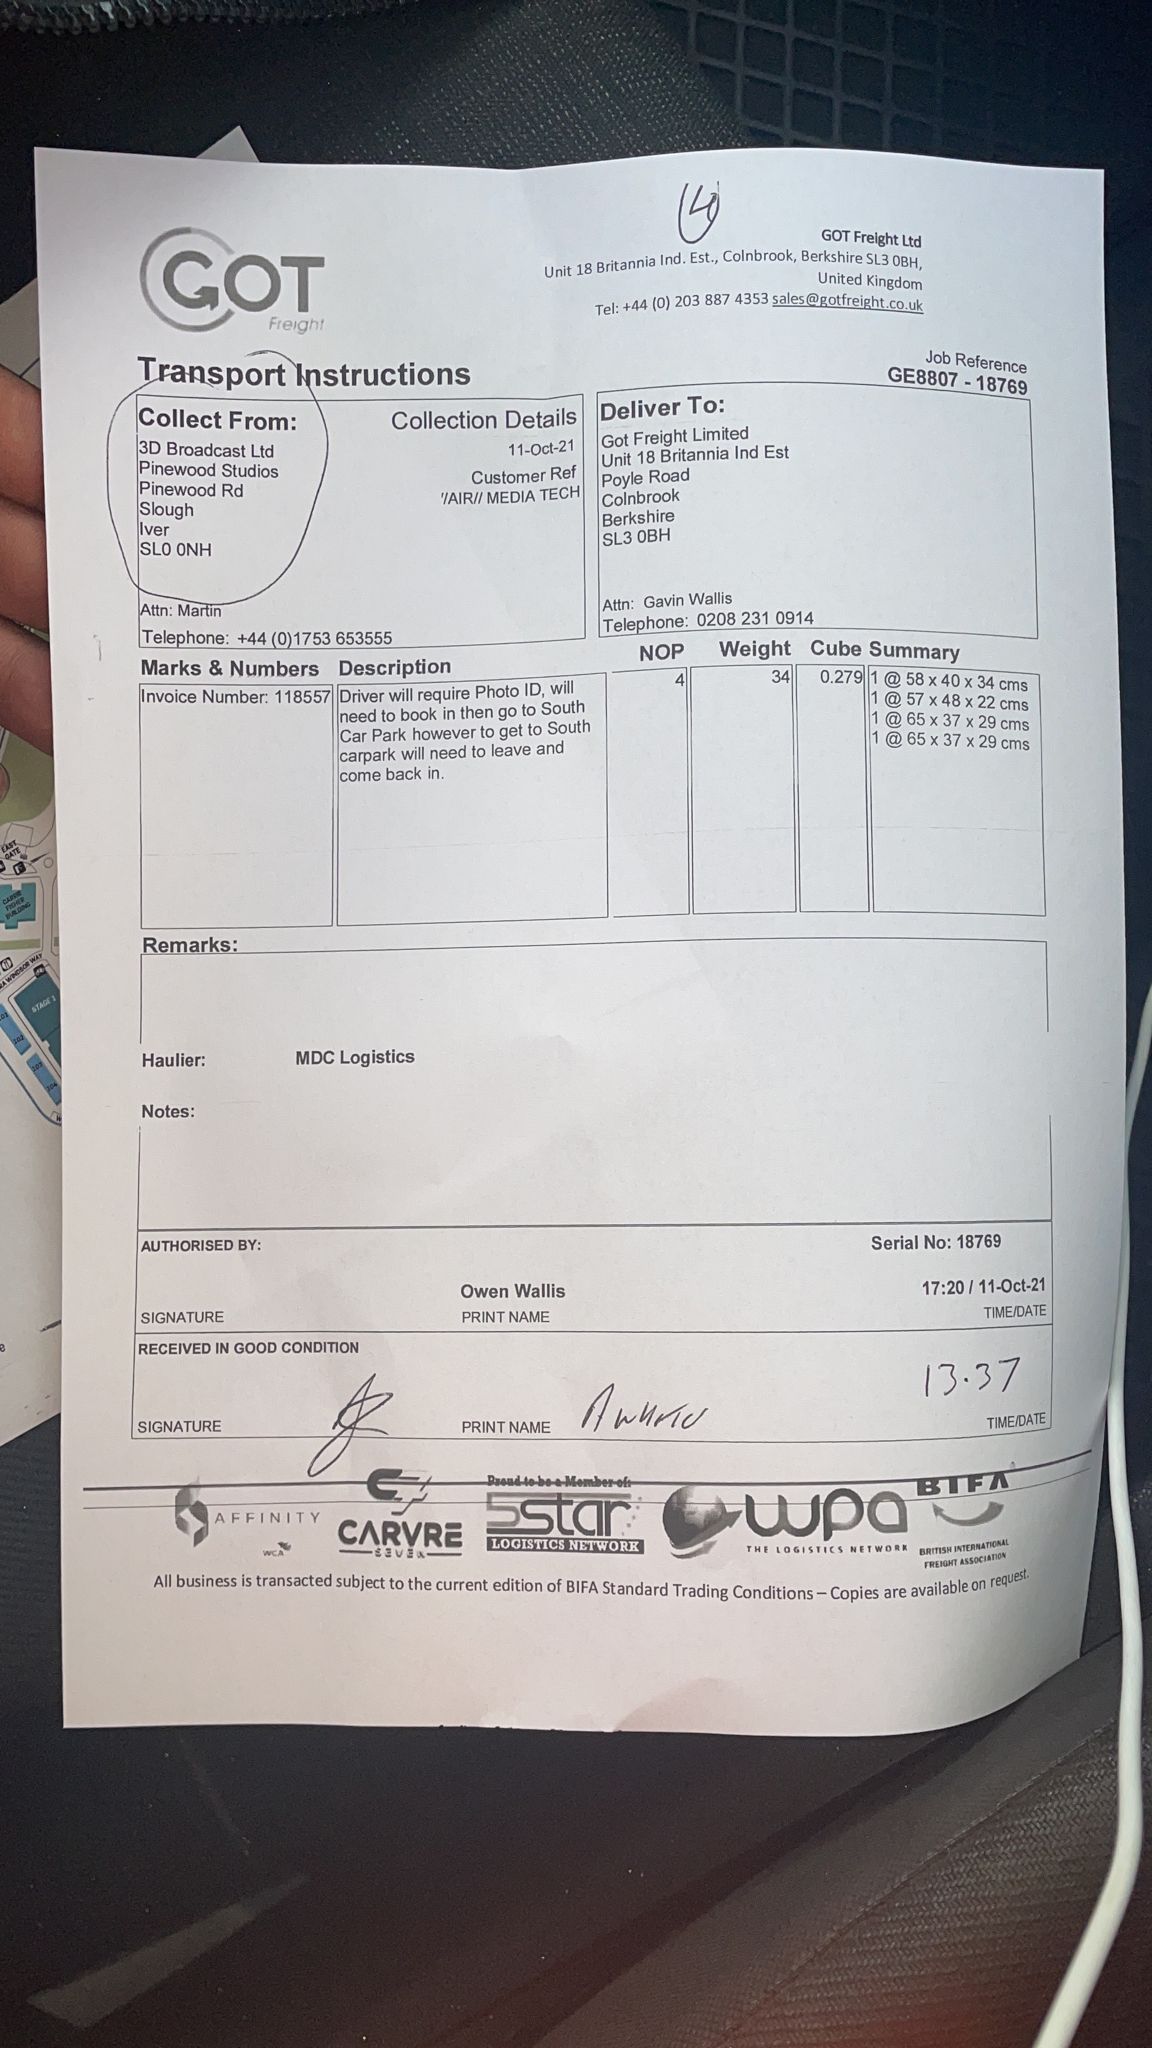 4
GOT
Freight
GOT Freight Ltd
Unit 18 Britannia Ind. Est., Colnbrook, Berkshire SL3 0BH,
United Kingdom
Tel: +44 (0) 203 887 4353 sales@gotfreight.co.uk
Transport Instructions
Job Reference
GE8807 - 18769
Collect From:
3D Broadcast Ltd
Pinewood Studios
Pinewood Rd
Slough
Iver
SL0 0NH
Attn: Martin
Telephone: +44 (0)1753 653555
Collection Details
11-Oct-21
Customer Ref
'/AIR// MEDIA TECH
Deliver To:
Got Freight Limited
Unit 18 Britannia Ind Est
Poyle Road
Colnbrook
Berkshire
SL3 0BH
Attn: Gavin Wallis
Telephone: 0208 231 0914
Marks & Numbers Description NOP Weight Cube Summary
Invoice Number: 118557
Driver will require Photo ID, will
need to book in then go to South
Car Park however to get to South
carpark will need to leave and
come back in.
4
34
0.279
1 @ 58 x 40 x 34 cms
1 @ 57 x 48 x 22 cms
1 @ 65 x 37 x 29 cms
1 @ 65 x 37 x 29 cms
Remarks:
Haulier: MDC Logistics
Notes:
AUTHORISED BY:
Serial No: 18769
Owen Wallis
17:20 / 11-Oct-21
SIGNATURE PRINT NAME TIME/DATE
RECEIVED IN GOOD CONDITION
13.37
SIGNATURE PRINT NAME TIME/DATE
Proud to be a Member of:
AFFINITY
WCA
CARVRE
SEVEN
5star
LOGISTICS NETWORK
wpa
THE LOGISTICS NETWORK
BIFA
BRITISH INTERNATIONAL
FREIGHT ASSOCIATION
All business is transacted subject to the current edition of BIFA Standard Trading Conditions – Copies are available on request.
EAST
GATE
CARRIE
FISHER
BUILDING
STAGE 1
202
203
204